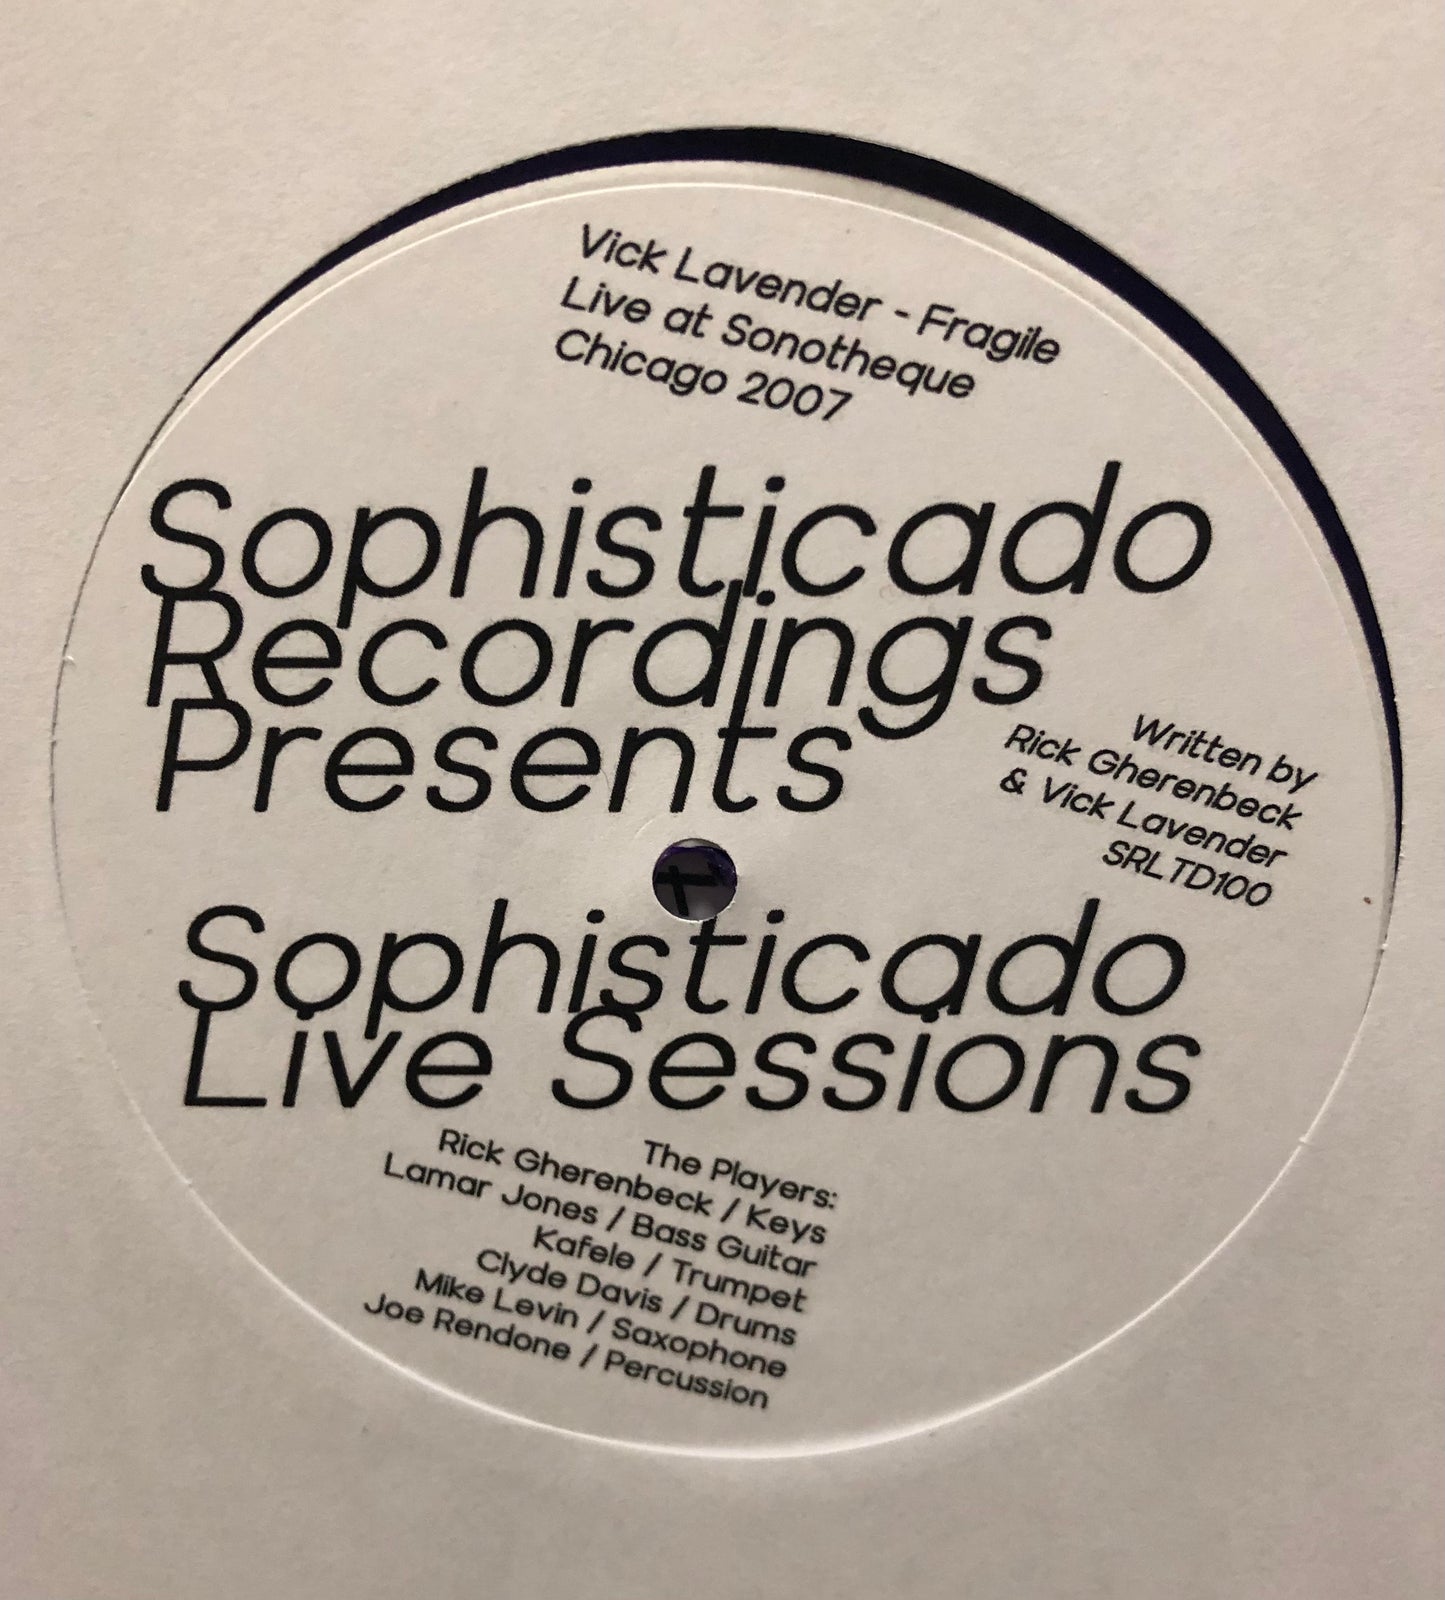 Vick Lavender - Fragile
Live at Sonotheque
Chicago 2007
Sophisticado
Recordings
Presents
Written by
Rick Gherenbeck
& Vick Lavender
SRLTD100
Sophisticado
Live Sessions
The Players:
Rick Gherenbeck / Keys
Lamar Jones / Bass Guitar
Kafele / Trumpet
Clyde Davis / Drums
Mike Levin / Saxophone
Joe Rendone / Percussion